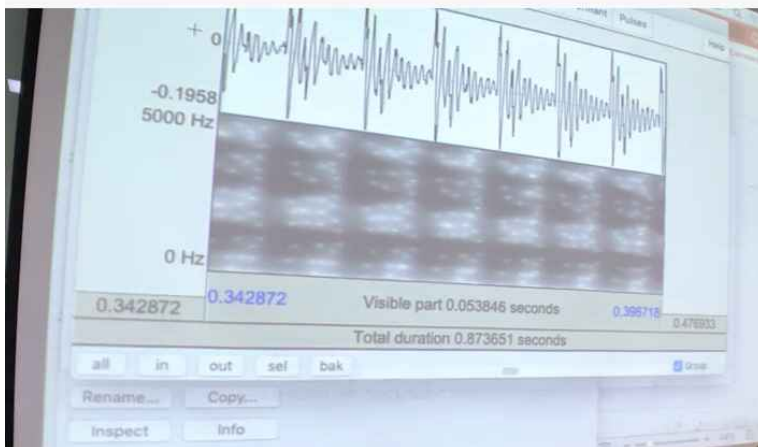 Pulses
Help
+ 0
-0.1958
5000 Hz
0 Hz
0.342872 0.342872 Visible part 0.053846 seconds 0.396718 0.476933
Total duration 0.873651 seconds
all in out sel bak Group
Rename... Copy...
Inspect Info